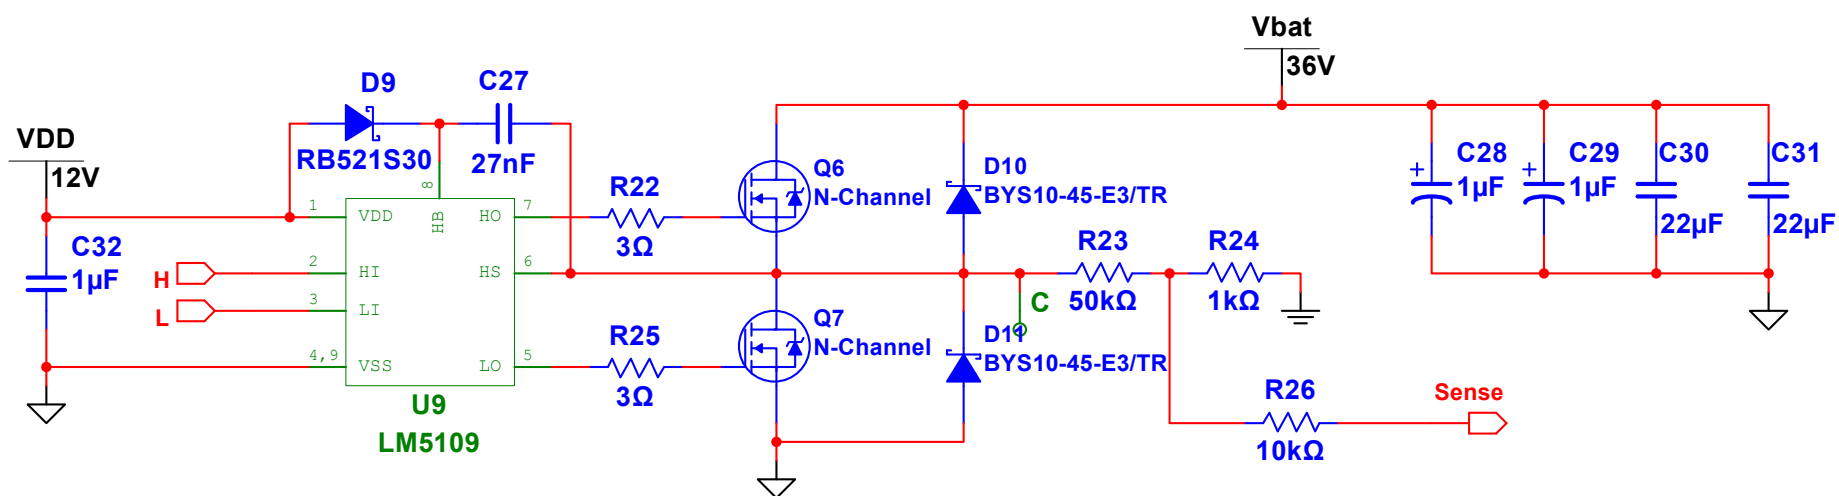 Vbat
36V
D9
C27
RB521S30
27nF
VDD
12V
C32
1µF
H
L
1
2
3
4,9
8
7
6
5
VDD
HI
LI
VSS
HB
HO
HS
LO
U9
LM5109
R22
3Ω
R25
3Ω
Q6
N-Channel
Q7
N-Channel
D10
BYS10-45-E3/TR
D11
BYS10-45-E3/TR
C
R23
50kΩ
R24
1kΩ
R26
10kΩ
Sense
+
C28
1µF
+
C29
1µF
C30
22µF
C31
22µF